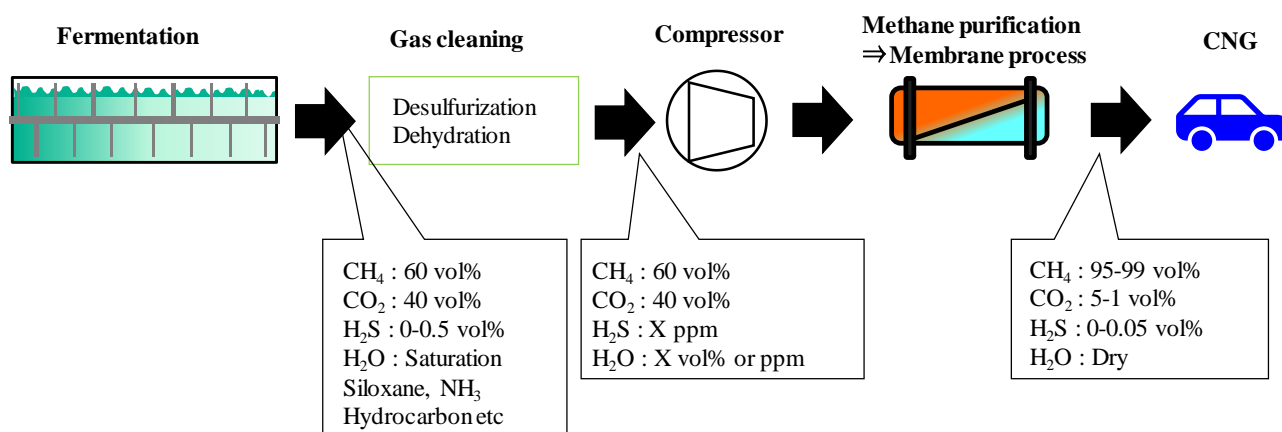 Fermentation
Gas cleaning
Compressor
Methane purification
⇒Membrane process
CNG
Desulfurization
Dehydration
CH₄ : 60 vol%
CO₂ : 40 vol%
H₂S : 0-0.5 vol%
H₂O : Saturation
Siloxane, NH₃
Hydrocarbon etc
CH₄ : 60 vol%
CO₂ : 40 vol%
H₂S : X ppm
H₂O : X vol% or ppm
CH₄ : 95-99 vol%
CO₂ : 5-1 vol%
H₂S : 0-0.05 vol%
H₂O : Dry